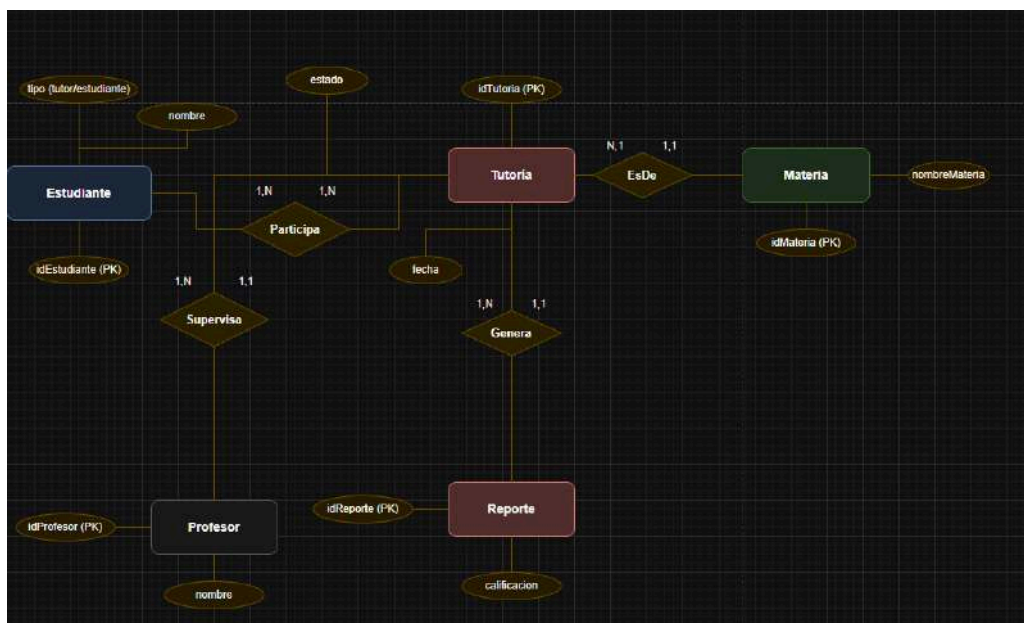 estado
tipo (tutor/estudiante)
idTutoria (PK)
nombre
N,1
1,1
Tutoría
EsDe
Materia
nombreMateria
Estudiante
1,N
1,N
Participa
idEstudiante (PK)
idMateria (PK)
fecha
1,N
1,1
Supervisa
1,N
1,1
Genera
idReporte (PK)
Reporte
idProfesor (PK)
Profesor
calificacion
nombre